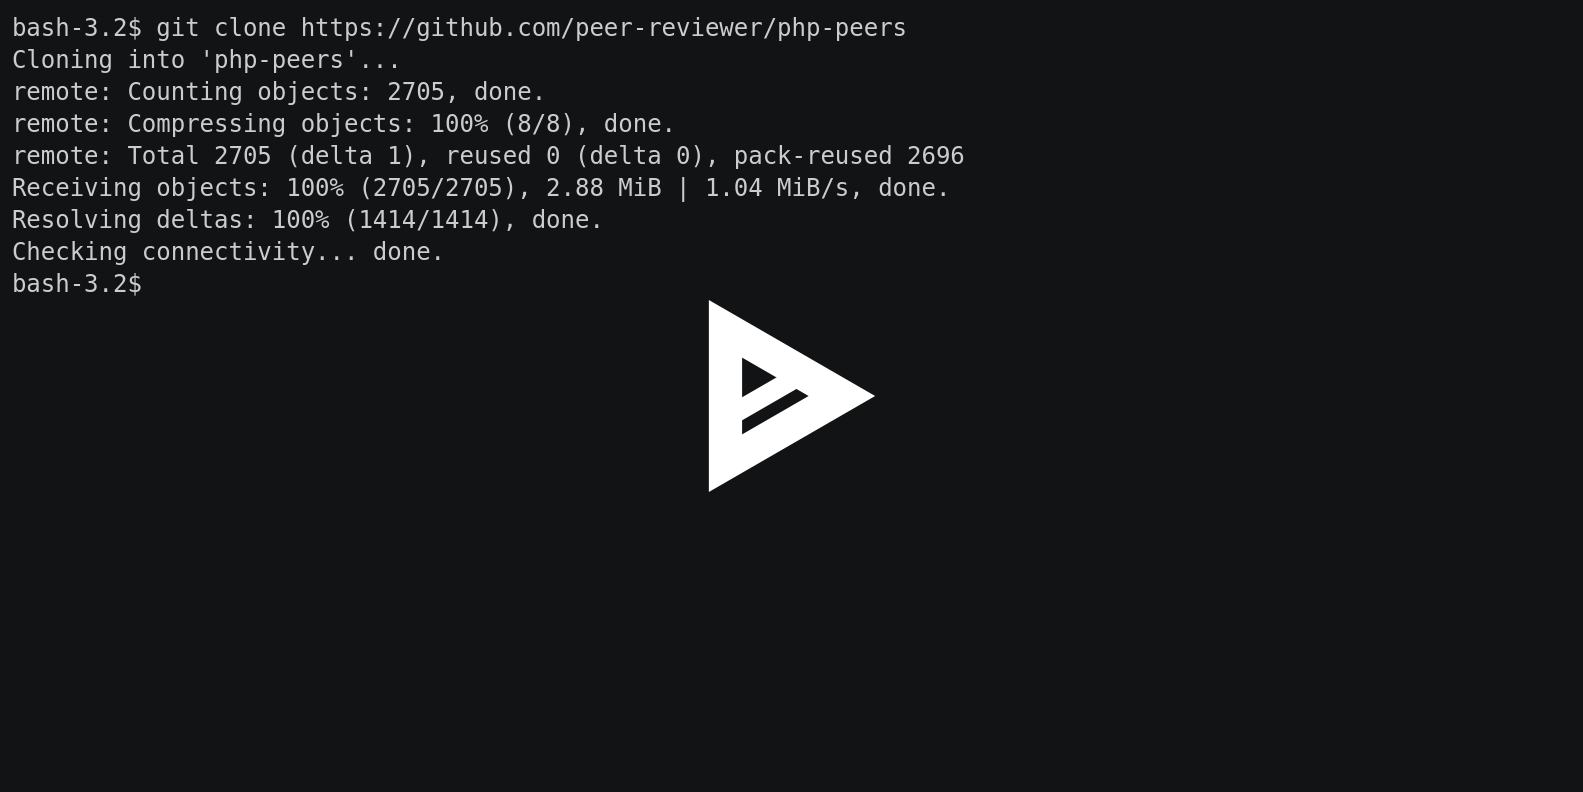 bash-3.2$ git clone https://github.com/peer-reviewer/php-peers
Cloning into 'php-peers'...
remote: Counting objects: 2705, done.
remote: Compressing objects: 100% (8/8), done.
remote: Total 2705 (delta 1), reused 0 (delta 0), pack-reused 2696
Receiving objects: 100% (2705/2705), 2.88 MiB | 1.04 MiB/s, done.
Resolving deltas: 100% (1414/1414), done.
Checking connectivity... done.
bash-3.2$